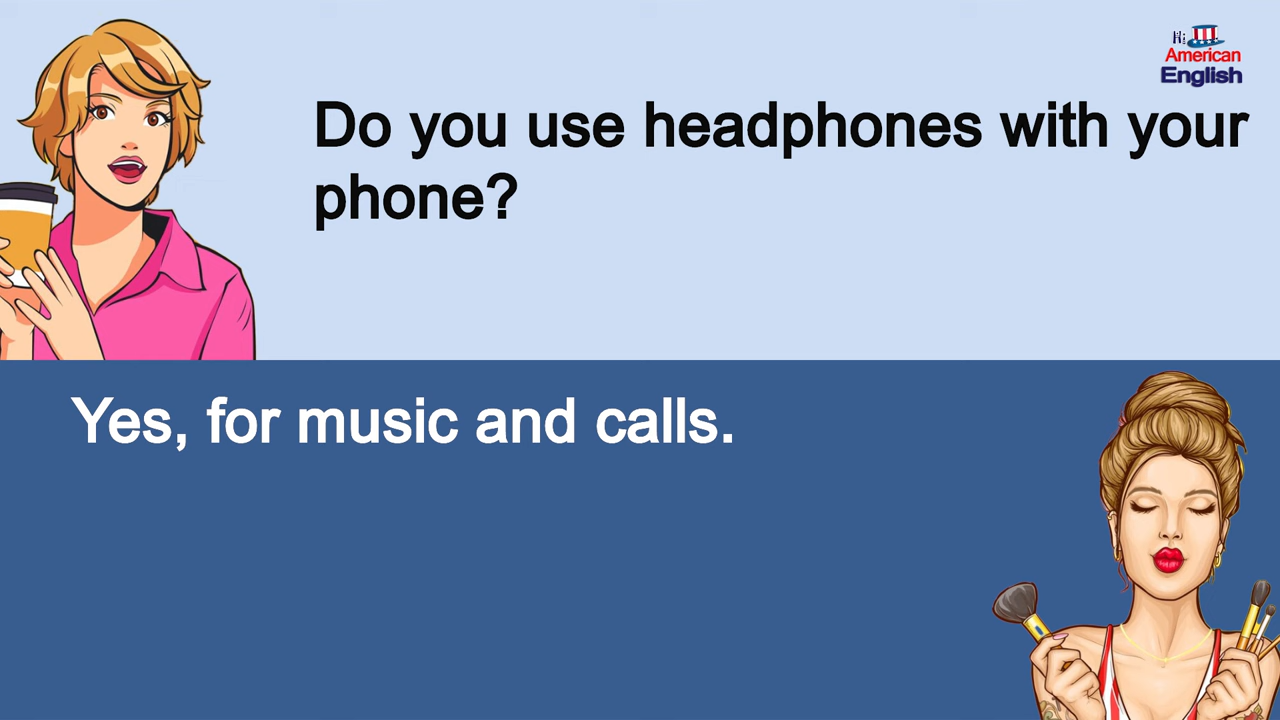 Hi
American
English
Do you use headphones with your
phone?
Yes, for music and calls.